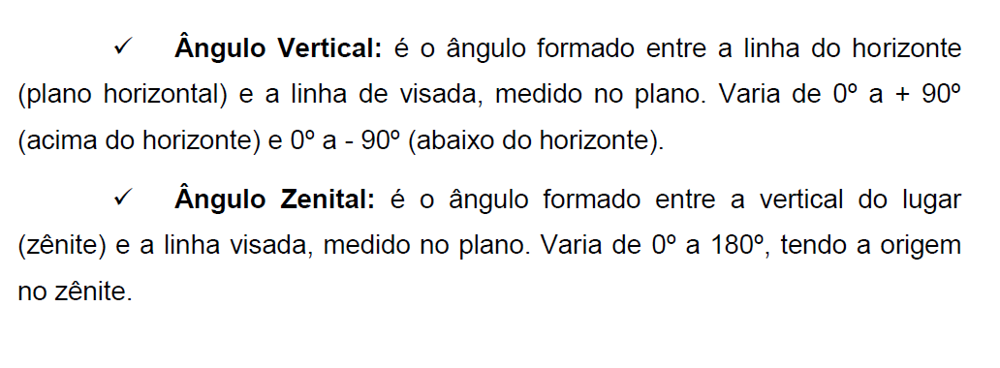 ✓ Ângulo Vertical: é o ângulo formado entre a linha do horizonte
(plano horizontal) e a linha de visada, medido no plano. Varia de 0º a + 90º
(acima do horizonte) e 0º a - 90º (abaixo do horizonte).
✓ Ângulo Zenital: é o ângulo formado entre a vertical do lugar
(zênite) e a linha visada, medido no plano. Varia de 0º a 180º, tendo a origem
no zênite.